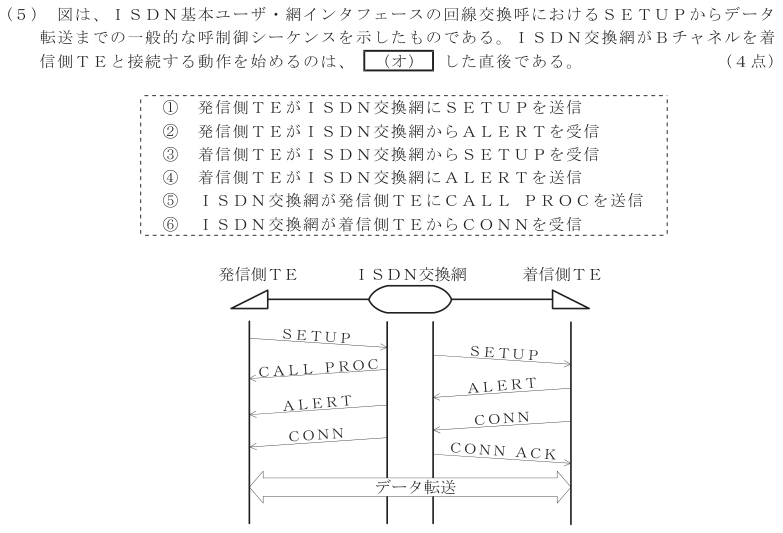 （５）　図は、ＩＳＤＮ基本ユーザ・網インタフェースの回線交換呼におけるＳＥＴＵＰからデータ
転送までの一般的な呼制御シーケンスを示したものである。ＩＳＤＮ交換網がＢチャネルを着
信側ＴＥと接続する動作を始めるのは、　（オ）　した直後である。　（４点）
①　発信側ＴＥがＩＳＤＮ交換網にＳＥＴＵＰを送信
②　発信側ＴＥがＩＳＤＮ交換網からＡＬＥＲＴを受信
③　着信側ＴＥがＩＳＤＮ交換網からＳＥＴＵＰを受信
④　着信側ＴＥがＩＳＤＮ交換網にＡＬＥＲＴを送信
⑤　ＩＳＤＮ交換網が発信側ＴＥにＣＡＬＬ　ＰＲＯＣを送信
⑥　ＩＳＤＮ交換網が着信側ＴＥからＣＯＮＮを受信
発信側ＴＥ　ＩＳＤＮ交換網　着信側ＴＥ
ＳＥＴＵＰ
ＳＥＴＵＰ
ＣＡＬＬ　ＰＲＯＣ
ＡＬＥＲＴ
ＡＬＥＲＴ
ＣＯＮＮ
ＣＯＮＮ
ＣＯＮＮ ＡＣＫ
データ転送